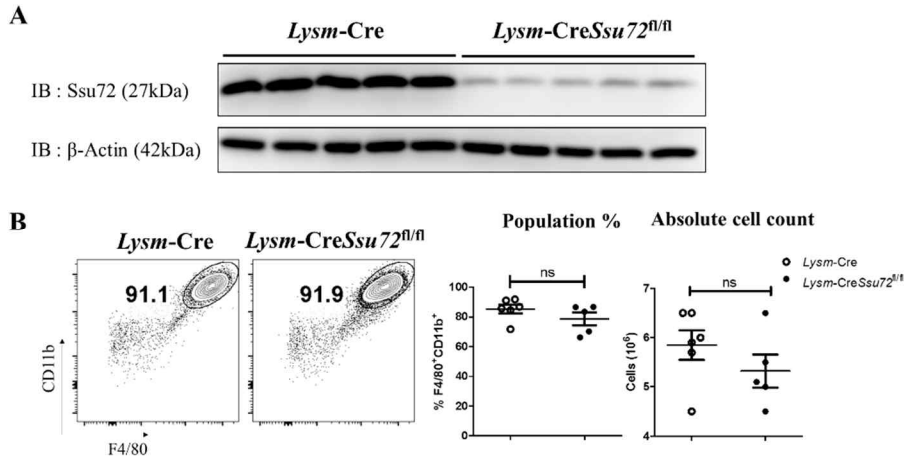 A
Lysm-Cre
Lysm-CreSsu72fl/fl
IB : Ssu72 (27kDa)
IB : β-Actin (42kDa)
B
Lysm-Cre
Lysm-CreSsu72fl/fl
91.1
91.9
CD11b
F4/80
Population %
ns
% F4/80+CD11b+
100
80
60
40
20
0
Absolute cell count
Lysm-Cre
Lysm-CreSsu72fl/fl
ns
Cells (106)
7
6
5
4